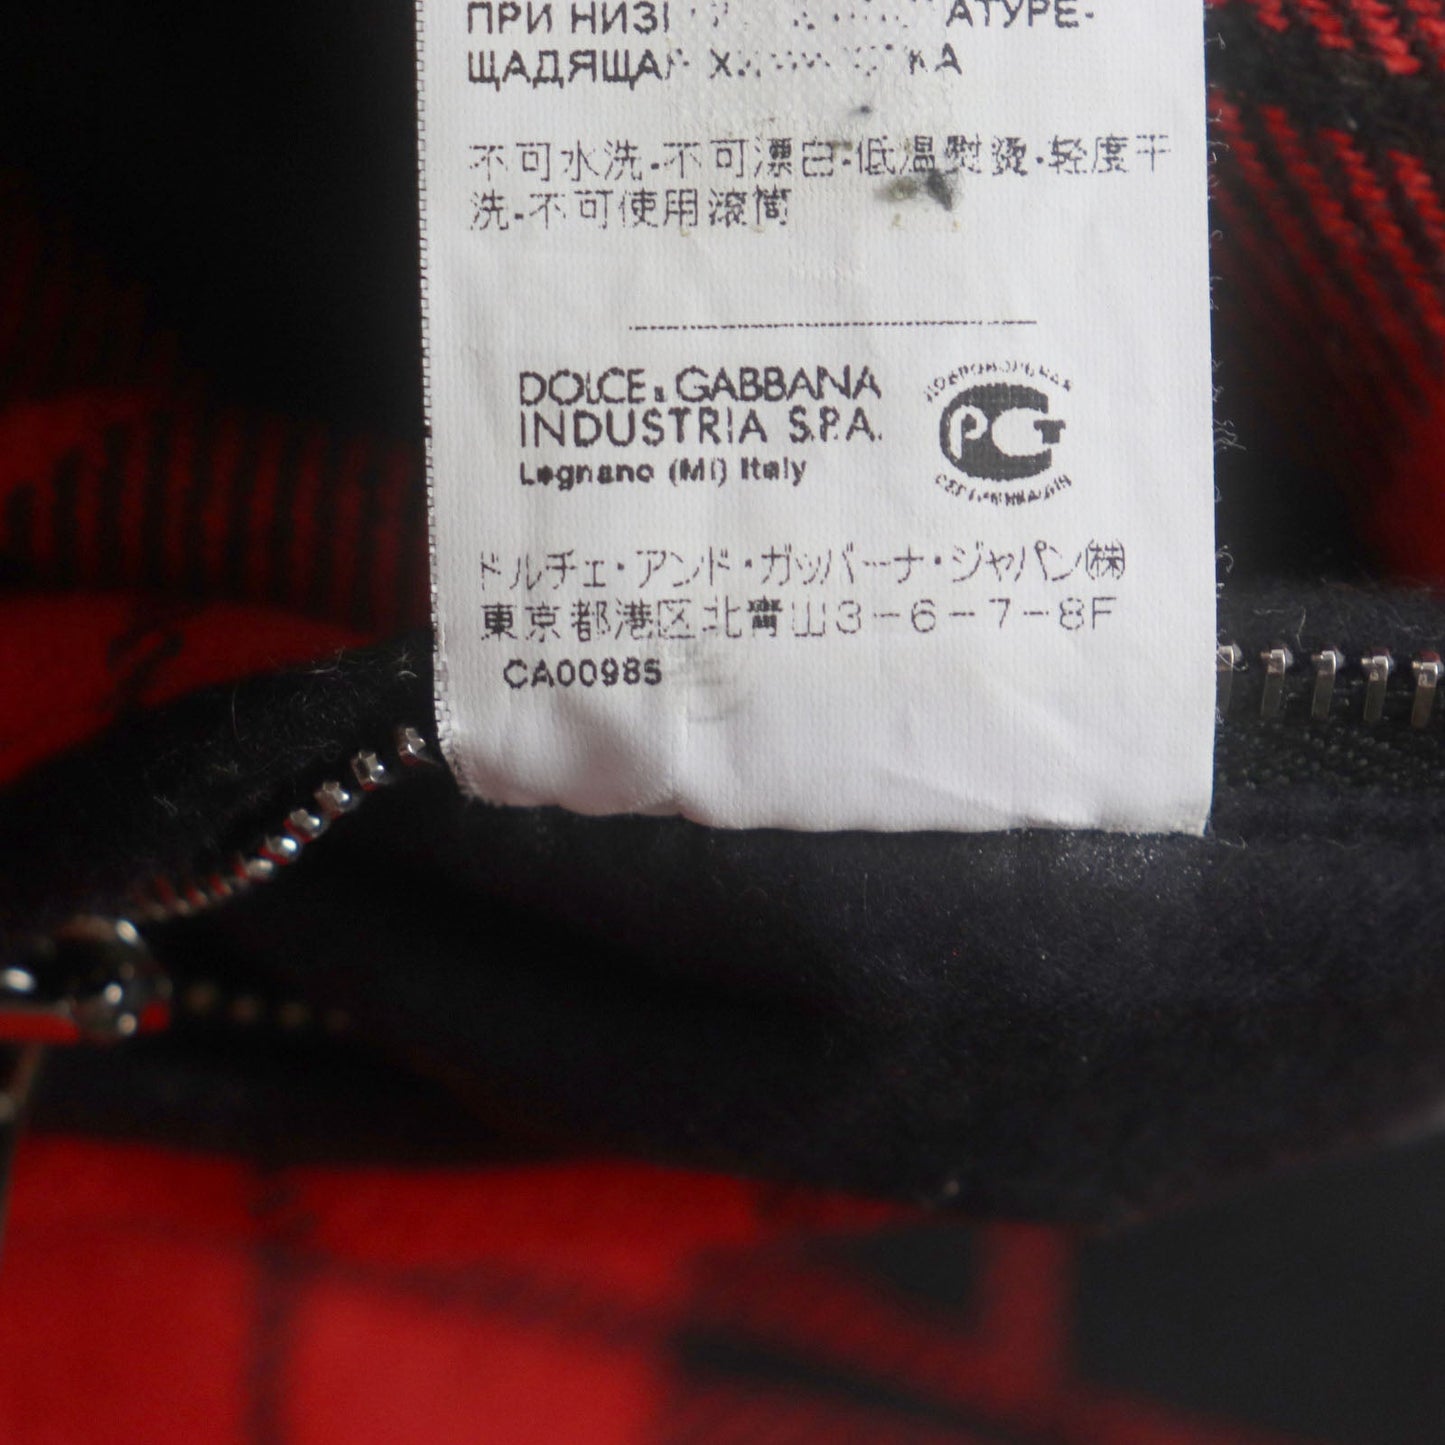 ПРИ
ЩАДЯЩАЯ
不可水洗-不可漂白-低温熨烫-轻度干
洗-不可使用滚筒
DOLCE & GABBANA
INDUSTRIA S.P.A.
Legnano (MI) Italy
PG
ドルチェ・アンド・ガッバーナ・ジャパン㈱
東京都港区北青山3-6-7-8F
CA00985